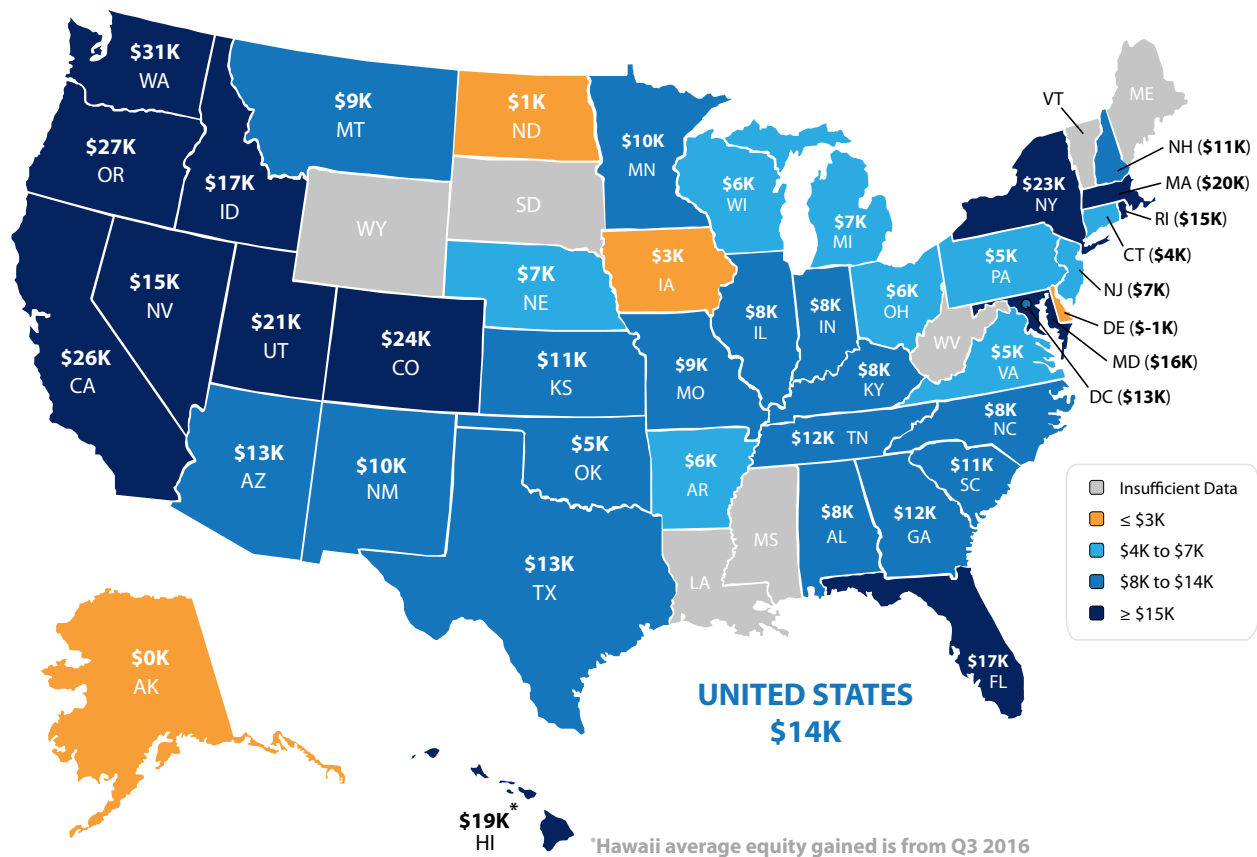 $31K
WA
$9K
MT
$1K
ND
$10K
MN
VT
ME
$27K
OR
$17K
ID
WY
SD
$6K
WI
$7K
MI
$23K
NY
NH ($11K)
MA ($20K)
RI ($15K)
CT ($4K)
NJ ($7K)
DE ($-1K)
MD ($16K)
DC ($13K)
$26K
CA
$15K
NV
$21K
UT
$24K
CO
$7K
NE
$3K
IA
$8K
IL
$8K
IN
$6K
OH
$5K
PA
WV
$5K
VA
$11K
KS
$9K
MO
$8K
KY
$12K TN
$8K
NC
$13K
AZ
$10K
NM
$5K
OK
$6K
AR
$11K
SC
$13K
TX
LA
MS
$8K
AL
$12K
GA
$17K
FL
Insufficient Data
≤ $3K
$4K to $7K
$8K to $14K
≥ $15K
$0K
AK
UNITED STATES
$14K
$19K*
HI
*Hawaii average equity gained is from Q3 2016